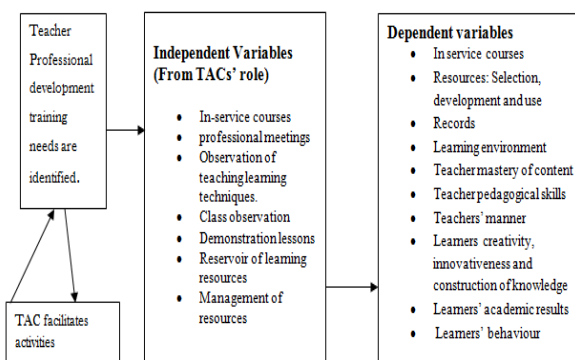 Teacher
Professional
development
training
needs are
identified.
TAC facilitates
activities
Independent Variables
(From TACs' role)
• In-service courses
• professional meetings
• Observation of
teaching learning
techniques.
• Class observation
• Demonstration lessons
• Reservoir of learning
resources
• Management of
resources
Dependent variables
• In service courses
• Resources: Selection,
development and use
• Records
• Learning environment
• Teacher mastery of content
• Teacher pedagogical skills
• Teachers' manner
• Learners creativity,
innovativeness and
construction of knowledge
• Learners' academic results
• Learners' behaviour